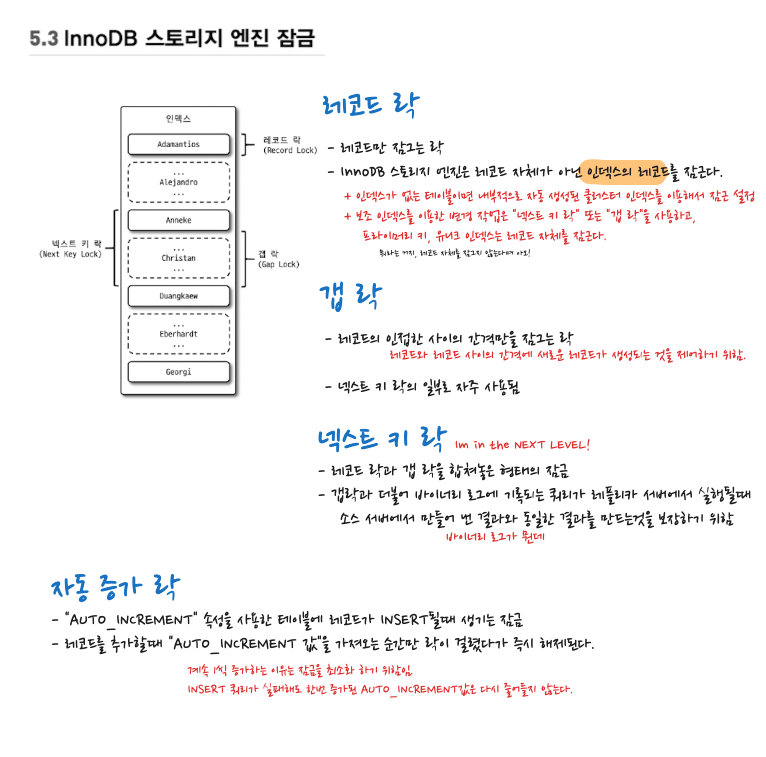 5.3 InnoDB 스토리지 엔진 잠금
인덱스
Adamantios
...
Alejandro
...
Anneke
...
Christan
...
Duangkaew
...
Eberhardt
...
Georgi
레코드 락
(Record Lock)
넥스트 키 락
(Next Key Lock)
갭 락
(Gap Lock)
레코드 락
- 레코드만 잠그는 락
- InnoDB 스토리지 엔진은 레코드 자체가 아닌 인덱스의 레코드를 잠근다.
+ 인덱스가 없는 테이블이면 내부적으로 자동 생성된 클러스터 인덱스를 이용해서 잠근 설정
+ 보조 인덱스를 이용한 변경 작업은 "넥스트 키 락" 또는 "갭 락"을 사용하고,
프라이머리 키, 유니크 인덱스는 레코드 자체를 잠근다.
뭐라는 거지, 레코드 자체를 잠그지 않는다며 아오!
갭 락
- 레코드의 인접한 사이의 간격만을 잠그는 락
레코드와 레코드 사이의 간격에 새로운 레코드가 생성되는 것을 제어하기 위함.
- 넥스트 키 락의 일부로 자주 사용됨
넥스트 키 락 Im in the NEXT LEVEL!
- 레코드 락과 갭 락을 합쳐놓은 형태의 잠금
- 갭락과 더불어 바이너리 로그에 기록되는 쿼리가 레플리카 서버에서 실행될때
소스 서버에서 만들어 낸 결과와 동일한 결과를 만드는것을 보장하기 위함
바이너리 로그가 뭔데
자동 증가 락
- "AUTO_INCREMENT" 속성을 사용한 테이블에 레코드가 INSERT될때 생기는 잠금
- 레코드를 추가할때 "AUTO_INCREMENT 값"을 가져오는 순간만 락이 걸렸다가 즉시 해제된다.
계속 1씩 증가하는 이유는 잠금을 최소화 하기 위함임.
INSERT 쿼리가 실패해도 한번 증가된 AUTO_INCREMENT값은 다시 줄어들지 않는다.